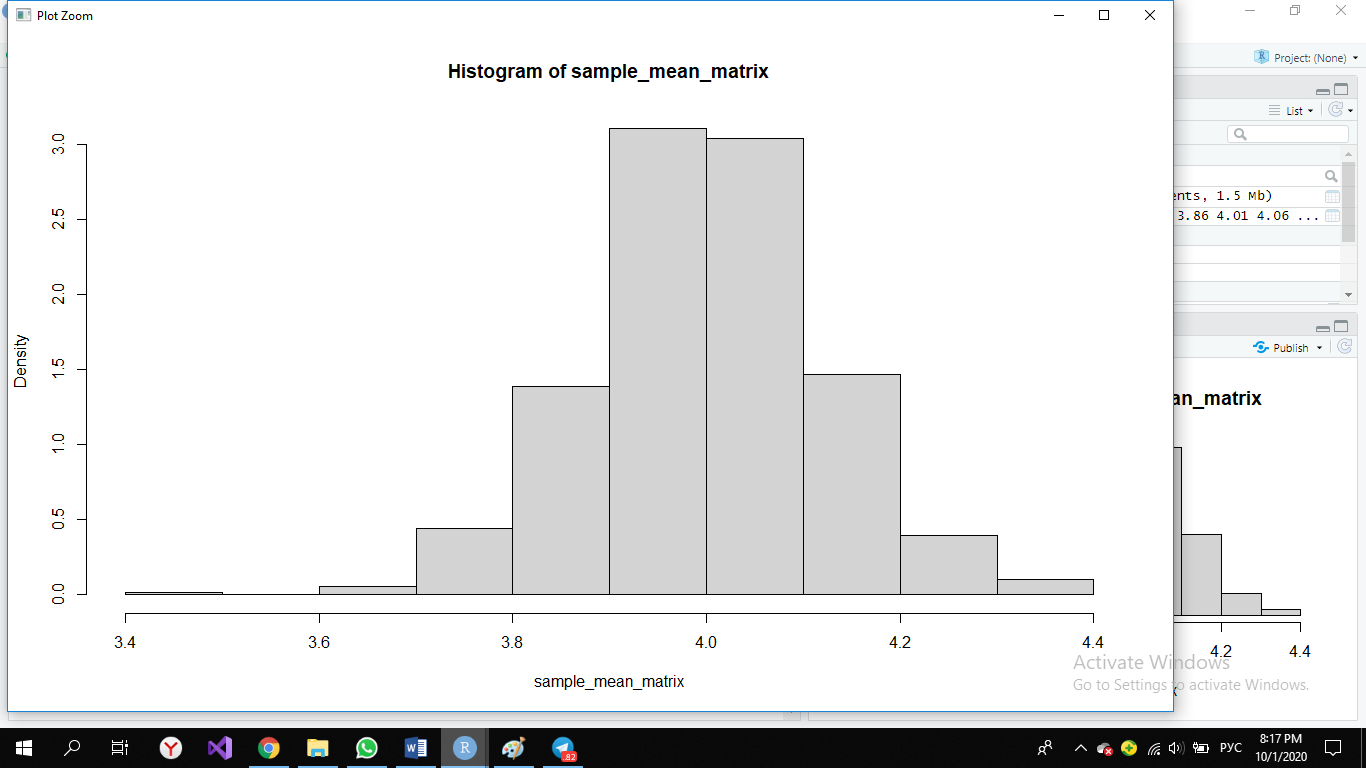 Plot Zoom
Histogram of sample_mean_matrix
Density
3.0
2.5
2.0
1.5
1.0
0.5
0.0
3.4 3.6 3.8 4.0 4.2 4.4
sample_mean_matrix
Project: (None)
List
1.5 Mb)
3.86 4.01 4.06 ...
Publish
an_matrix
4.2 4.4
Activate Windows
Go to Settings to activate Windows.
R
W
R
82
РУС
8:17 PM
10/1/2020